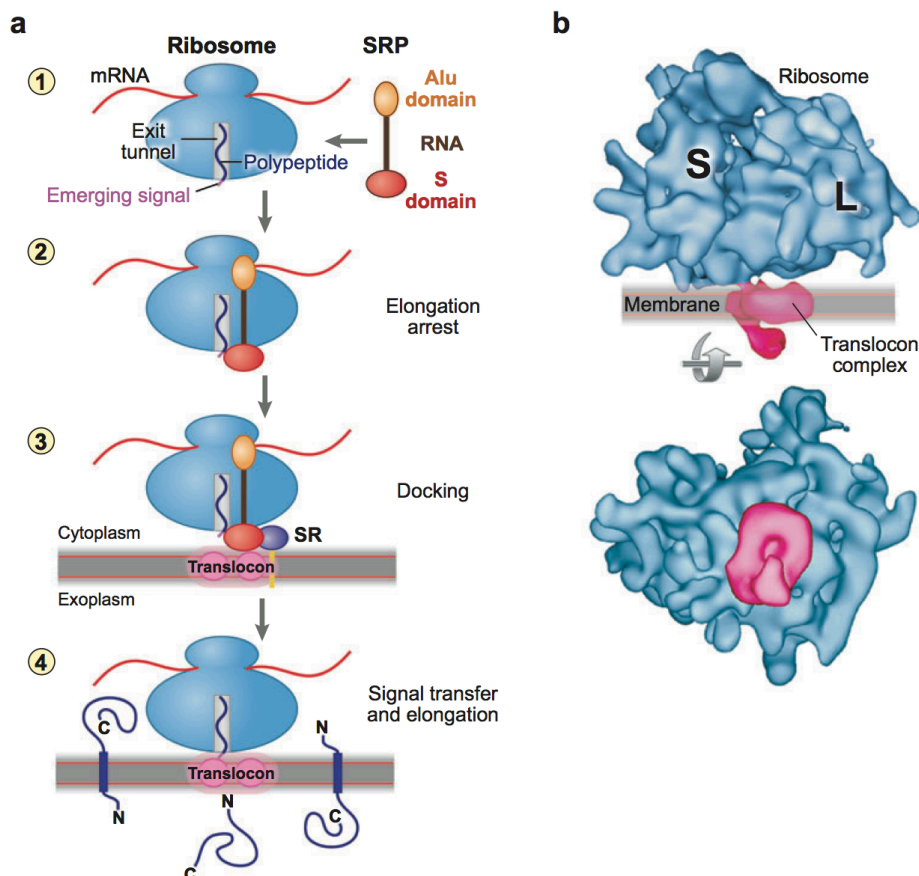 a
b
Ribosome
SRP
1
mRNA
Alu
domain
Exit
tunnel
RNA
Polypeptide
Emerging signal
S
domain
2
Elongation
arrest
3
Docking
Cytoplasm
SR
Translocon
Exoplasm
4
Signal transfer
and elongation
C
N
Translocon
N
C
N
C
Ribosome
S
L
Membrane
Translocon
complex